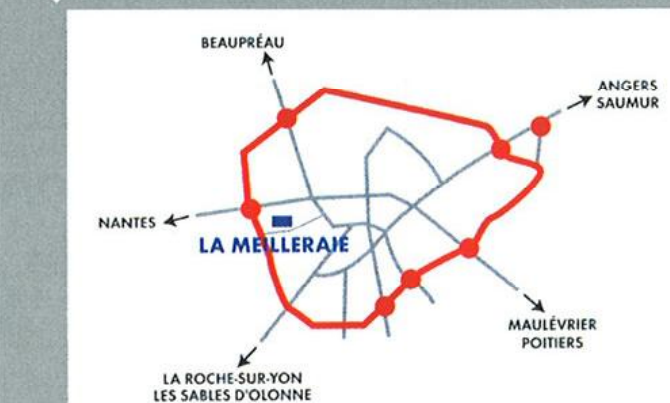 BEAUPRÉAU
ANGERS
SAUMUR
NANTES
LA MEILLERAIE
MAULÉVRIER
POITIERS
LA ROCHE-SUR-YON
LES SABLES D'OLONNE